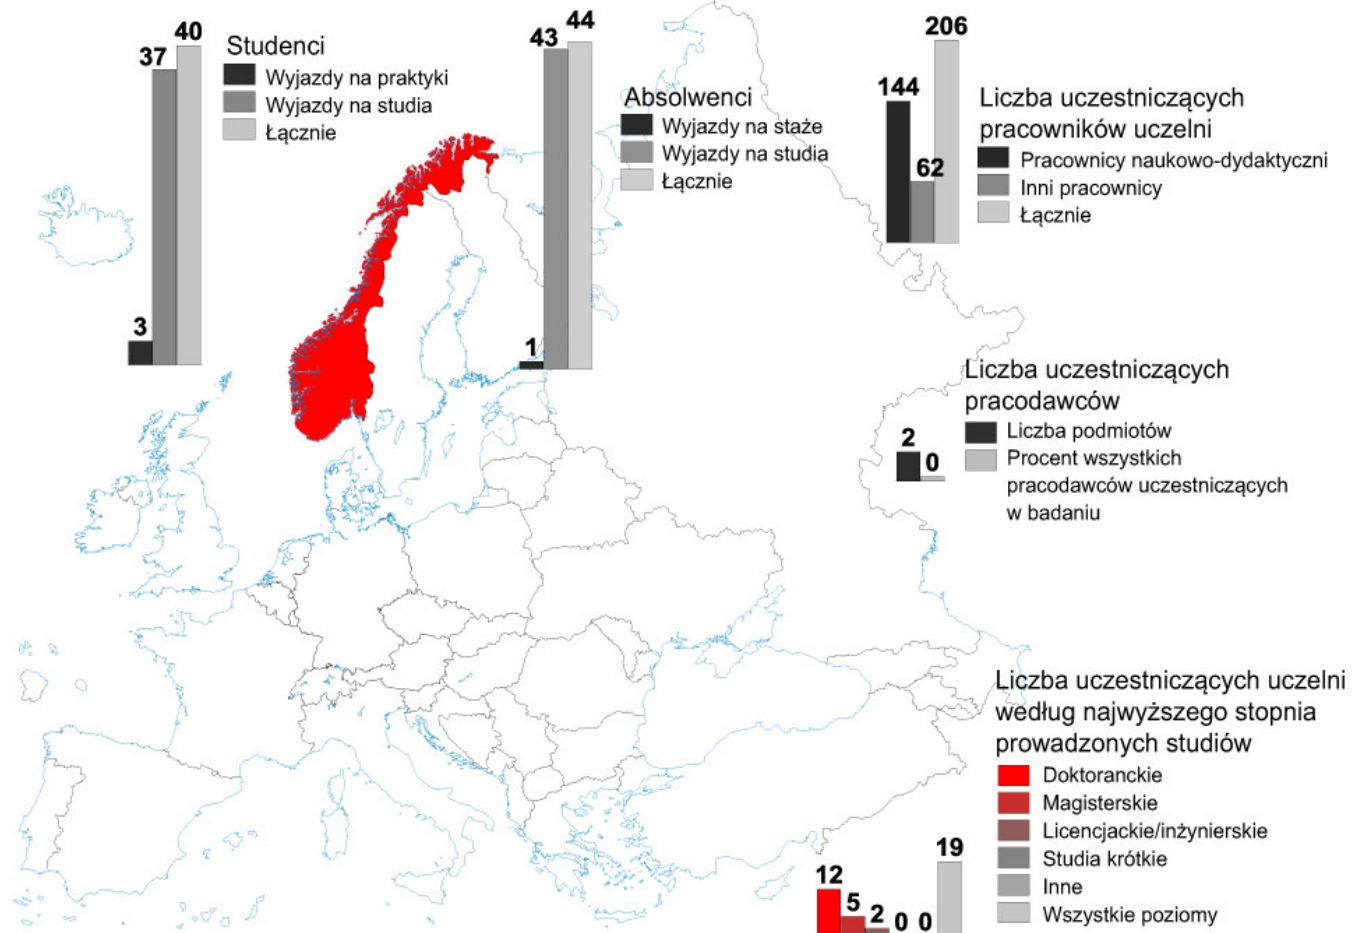 40
37
3
Studenci
Wyjazdy na praktyki
Wyjazdy na studia
Łącznie
44
43
1
Absolwenci
Wyjazdy na staże
Wyjazdy na studia
Łącznie
206
144
62
Liczba uczestniczących
pracowników uczelni
Pracownicy naukowo-dydaktyczni
Inni pracownicy
Łącznie
2
0
Liczba uczestniczących
pracodawców
Liczba podmiotów
Procent wszystkich
pracodawców uczestniczących
w badaniu
Liczba uczestniczących uczelni
według najwyższego stopnia
prowadzonych studiów
Doktoranckie
Magisterskie
Licencjackie/inżynierskie
Studia krótkie
Inne
Wszystkie poziomy
12
5
2
0
0
19